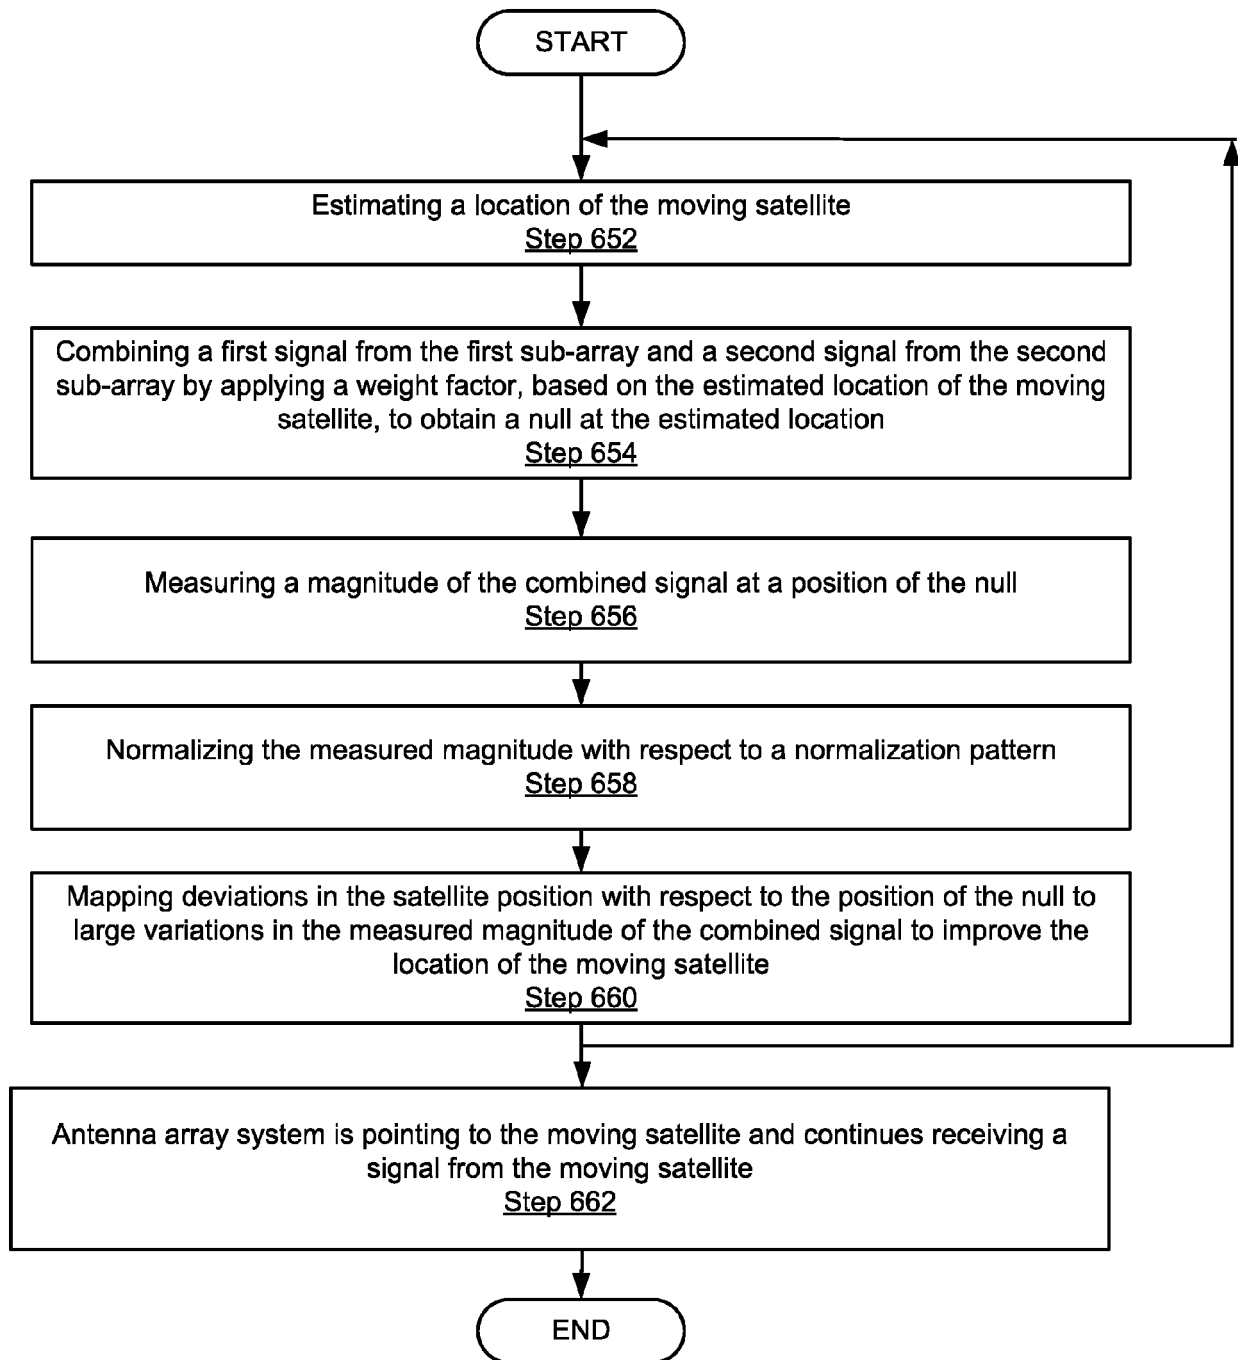 START
Estimating a location of the moving satellite
Step 652
Combining a first signal from the first sub-array and a second signal from the second
sub-array by applying a weight factor, based on the estimated location of the moving
satellite, to obtain a null at the estimated location
Step 654
Measuring a magnitude of the combined signal at a position of the null
Step 656
Normalizing the measured magnitude with respect to a normalization pattern
Step 658
Mapping deviations in the satellite position with respect to the position of the null to
large variations in the measured magnitude of the combined signal to improve the
location of the moving satellite
Step 660
Antenna array system is pointing to the moving satellite and continues receiving a
signal from the moving satellite
Step 662
END